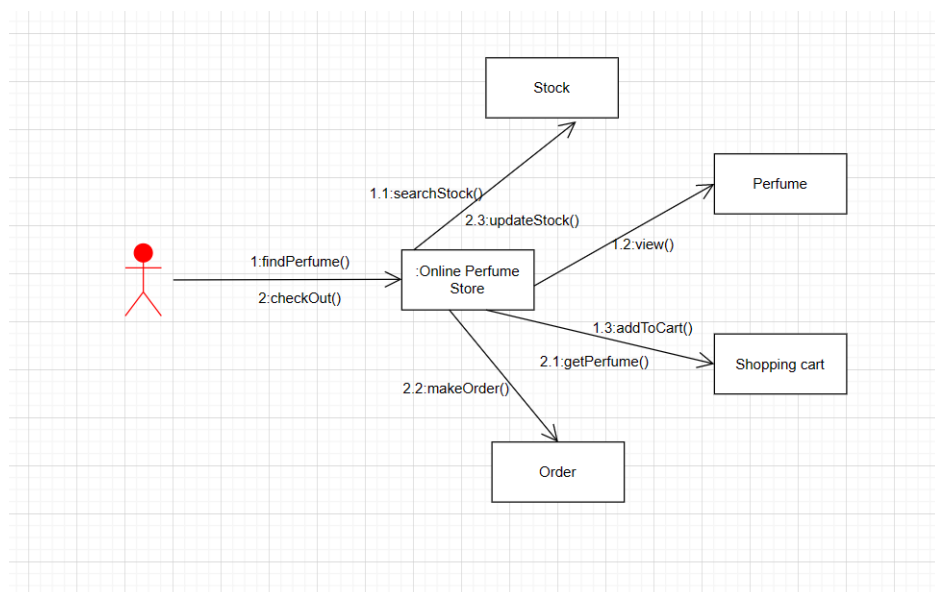 Stock
1.1:searchStock()
Perfume
2.3:updateStock()
1.2:view()
1:findPerfume()
:Online Perfume
Store
2:checkOut()
1.3:addToCart()
2.1:getPerfume()
Shopping cart
2.2:makeOrder()
Order